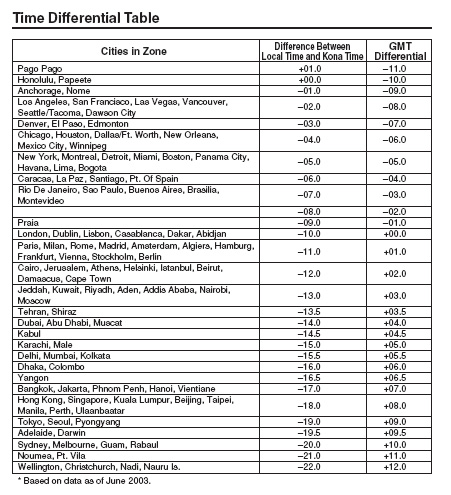 Time Differential Table
Cities in Zone Difference Between GMT
Local Time and Kona Time Differential
Pago Pago +01.0 –11.0
Honolulu, Papeete +00.0 –10.0
Anchorage, Nome –01.0 –09.0
Los Angeles, San Francisco, Las Vegas, Vancouver,
Seattle/Tacoma, Dawson City –02.0 –08.0
Denver, El Paso, Edmonton –03.0 –07.0
Chicago, Houston, Dallas/Ft. Worth, New Orleans,
Mexico City, Winnipeg –04.0 –06.0
New York, Montreal, Detroit, Miami, Boston, Panama City,
Havana, Lima, Bogota –05.0 –05.0
Caracas, La Paz, Santiago, Pt. Of Spain –06.0 –04.0
Rio De Janeiro, Sao Paulo, Buenos Aires, Brasilia,
Montevideo –07.0 –03.0
–08.0 –02.0
Praia –09.0 –01.0
London, Dublin, Lisbon, Casablanca, Dakar, Abidjan –10.0 +00.0
Paris, Milan, Rome, Madrid, Amsterdam, Algiers, Hamburg,
Frankfurt, Vienna, Stockholm, Berlin –11.0 +01.0
Cairo, Jerusalem, Athens, Helsinki, Istanbul, Beirut,
Damascus, Cape Town –12.0 +02.0
Jeddah, Kuwait, Riyadh, Aden, Addis Ababa, Nairobi,
Moscow –13.0 +03.0
Tehran, Shiraz –13.5 +03.5
Dubai, Abu Dhabi, Muscat –14.0 +04.0
Kabul –14.5 +04.5
Karachi, Male –15.0 +05.0
Delhi, Mumbai, Kolkata –15.5 +05.5
Dhaka, Colombo –16.0 +06.0
Yangon –16.5 +06.5
Bangkok, Jakarta, Phnom Penh, Hanoi, Vientiane –17.0 +07.0
Hong Kong, Singapore, Kuala Lumpur, Beijing, Taipei,
Manila, Perth, Ulaanbaatar –18.0 +08.0
Tokyo, Seoul, Pyongyang –19.0 +09.0
Adelaide, Darwin –19.5 +09.5
Sydney, Melbourne, Guam, Rabaul –20.0 +10.0
Noumea, Pt. Vila –21.0 +11.0
Wellington, Christchurch, Nadi, Nauru Is. –22.0 +12.0
* Based on data as of June 2003.